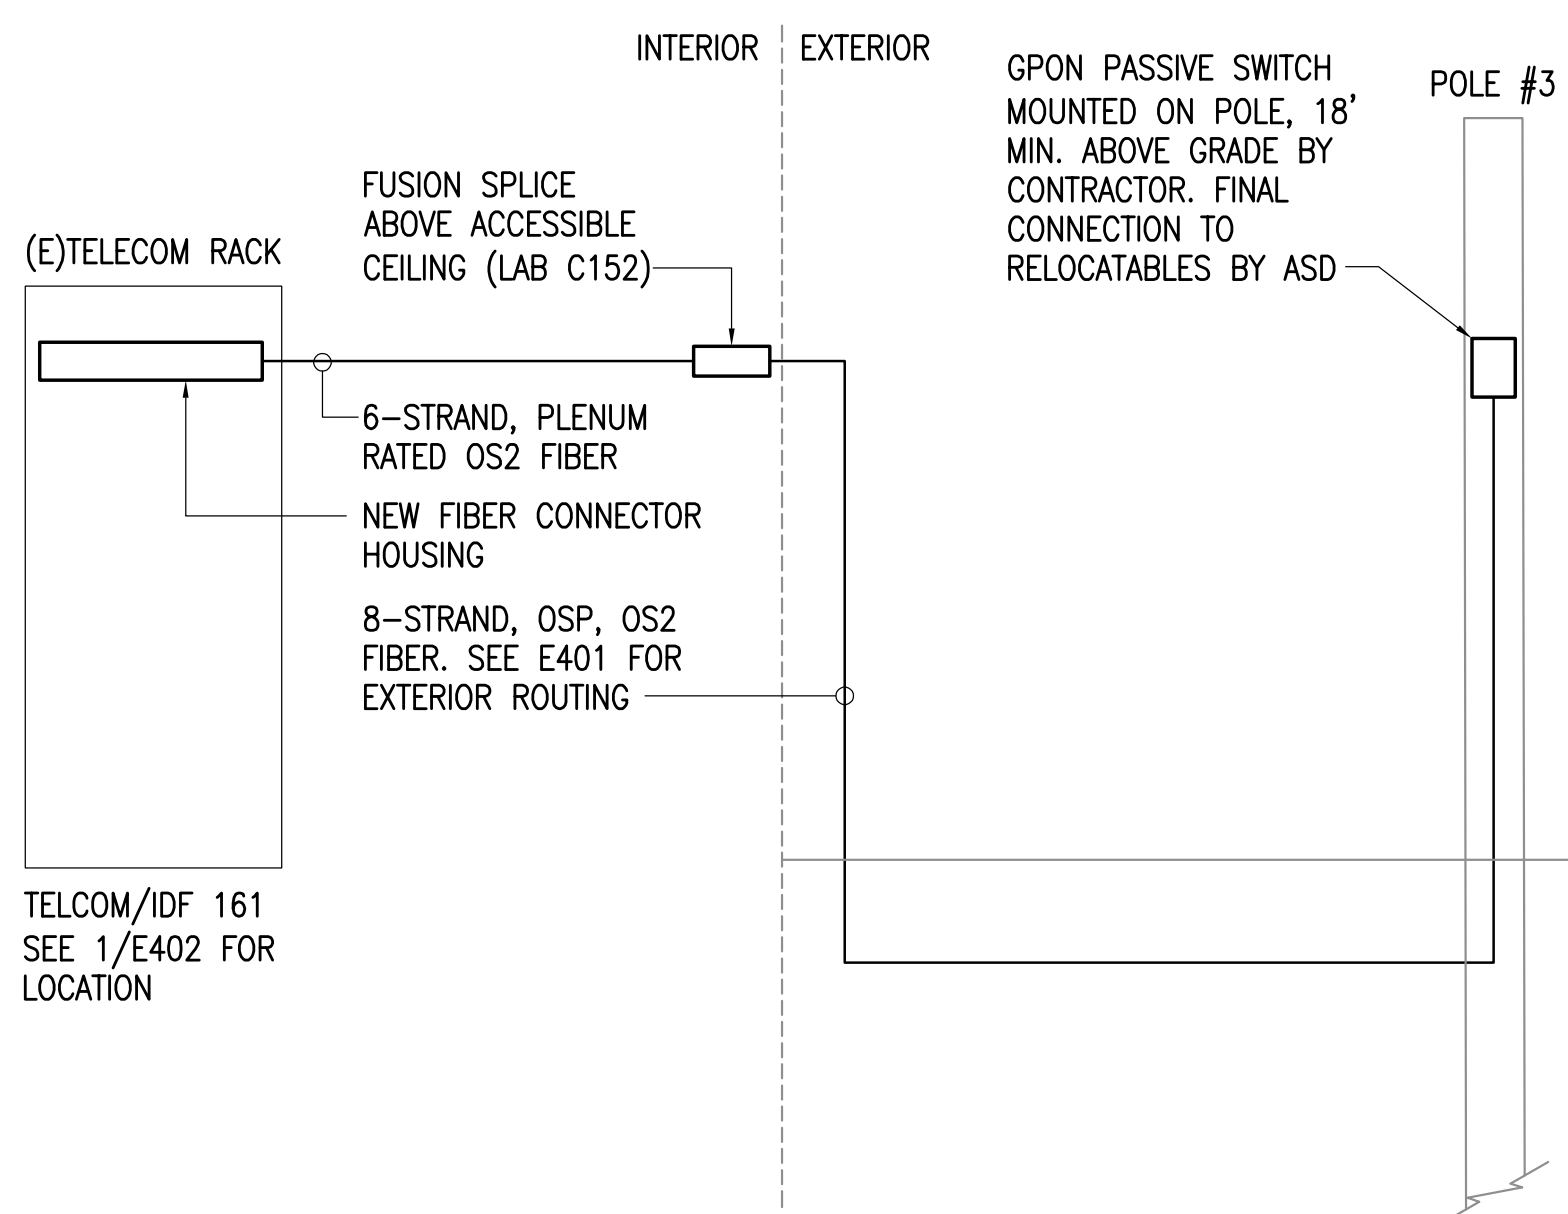 INTERIOR
EXTERIOR
GPON PASSIVE SWITCH
MOUNTED ON POLE, 18'
MIN. ABOVE GRADE BY
CONTRACTOR. FINAL
CONNECTION TO
RELOCATABLES BY ASD
POLE #3
FUSION SPLICE
ABOVE ACCESSIBLE
CEILING (LAB C152)
(E)TELECOM RACK
6-STRAND, PLENUM
RATED OS2 FIBER
NEW FIBER CONNECTOR
HOUSING
8-STRAND, OSP, OS2
FIBER. SEE E401 FOR
EXTERIOR ROUTING
TELCOM/IDF 161
SEE 1/E402 FOR
LOCATION